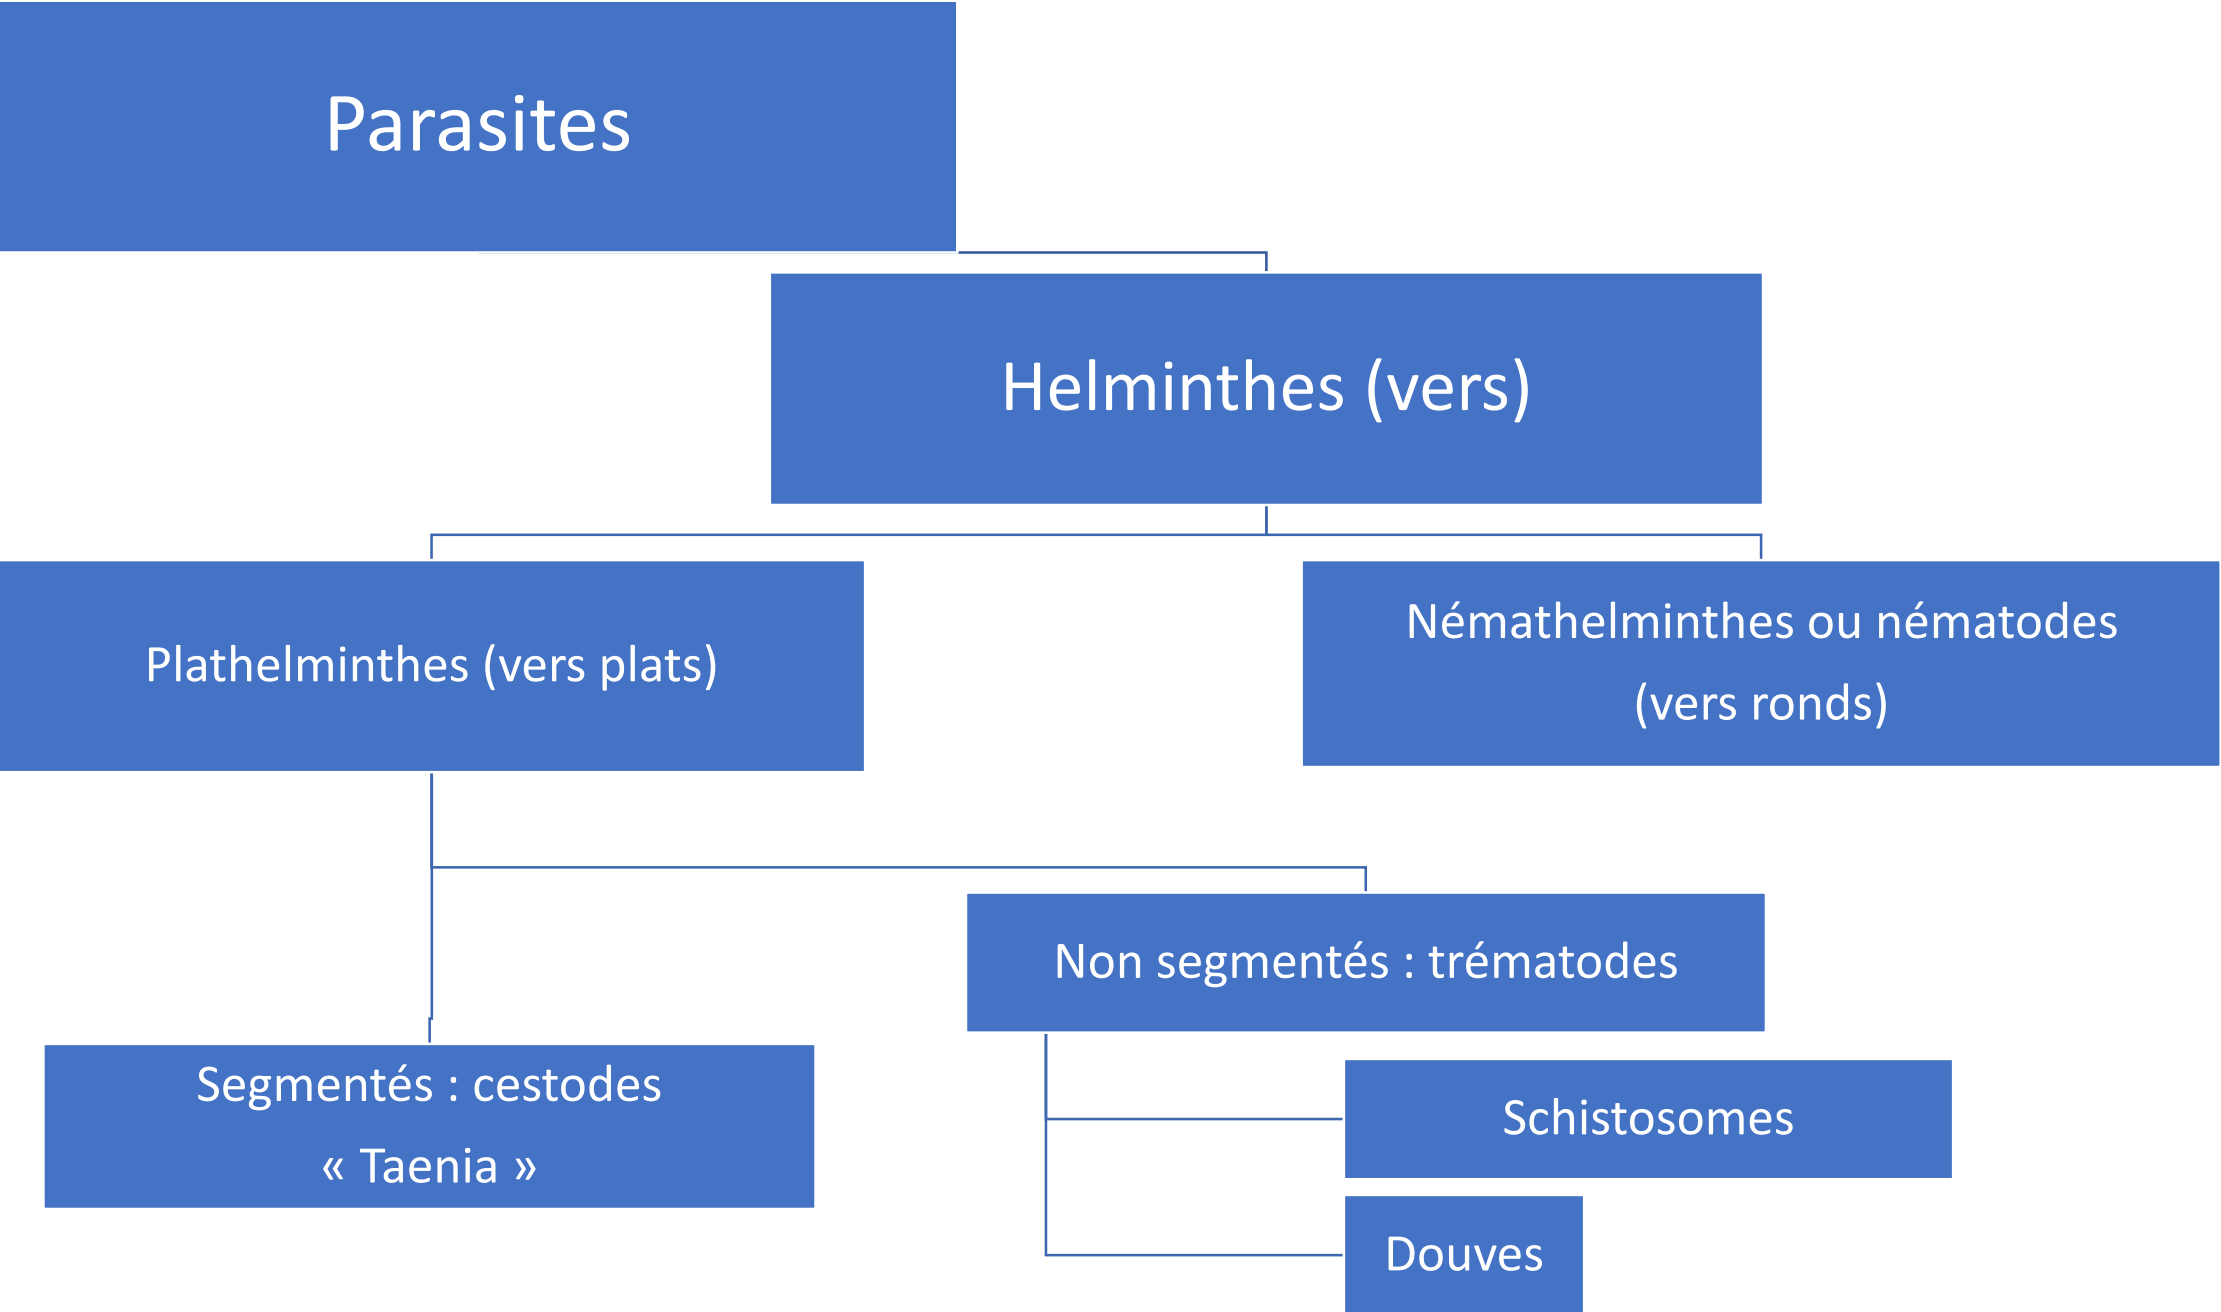 Parasites
Helminthes (vers)
Plathelminthes (vers plats)
Némathelminthes ou nématodes
(vers ronds)
Non segmentés : trématodes
Segmentés : cestodes
« Taenia »
Schistosomes
Douves